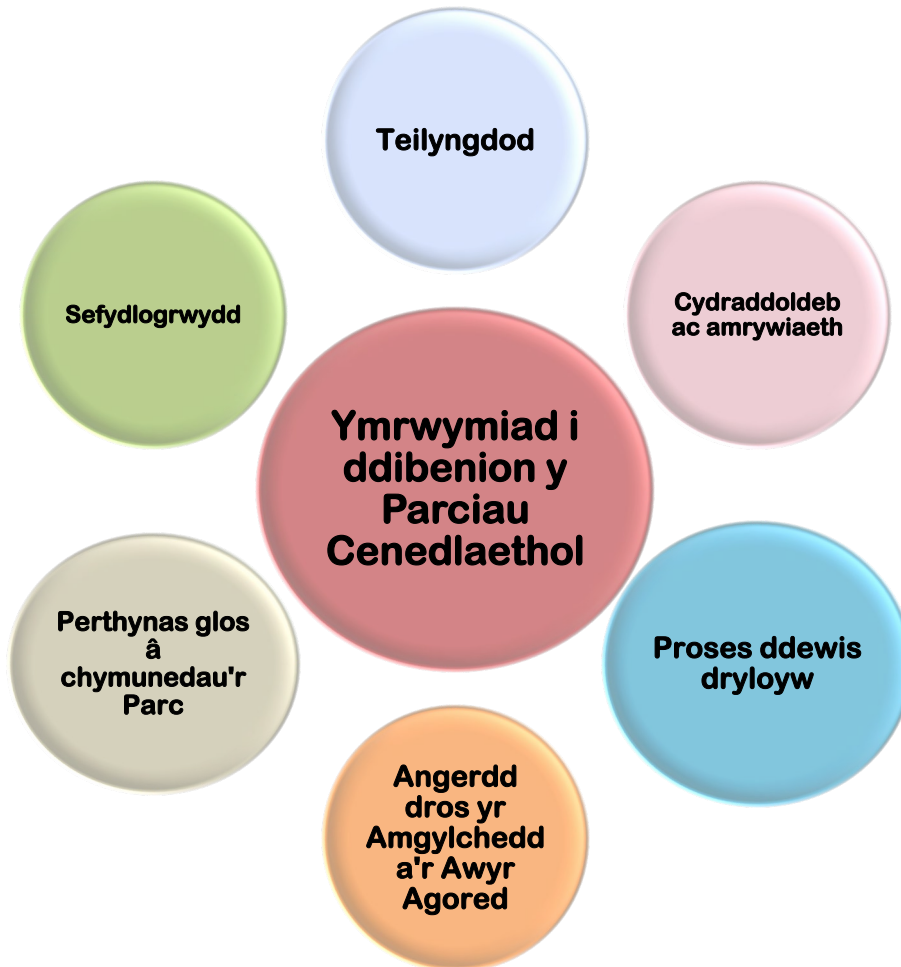 Teilyngdod
Sefydlogrwydd
Cydraddoldeb
ac amrywiaeth
Ymrwymiad i
ddibenion y
Parciau
Cenedlaethol
Perthynas glos
â
chymunedau'r
Parc
Proses ddewis
dryloyw
Angerdd
dros yr
Amgylchedd
a'r Awyr
Agored